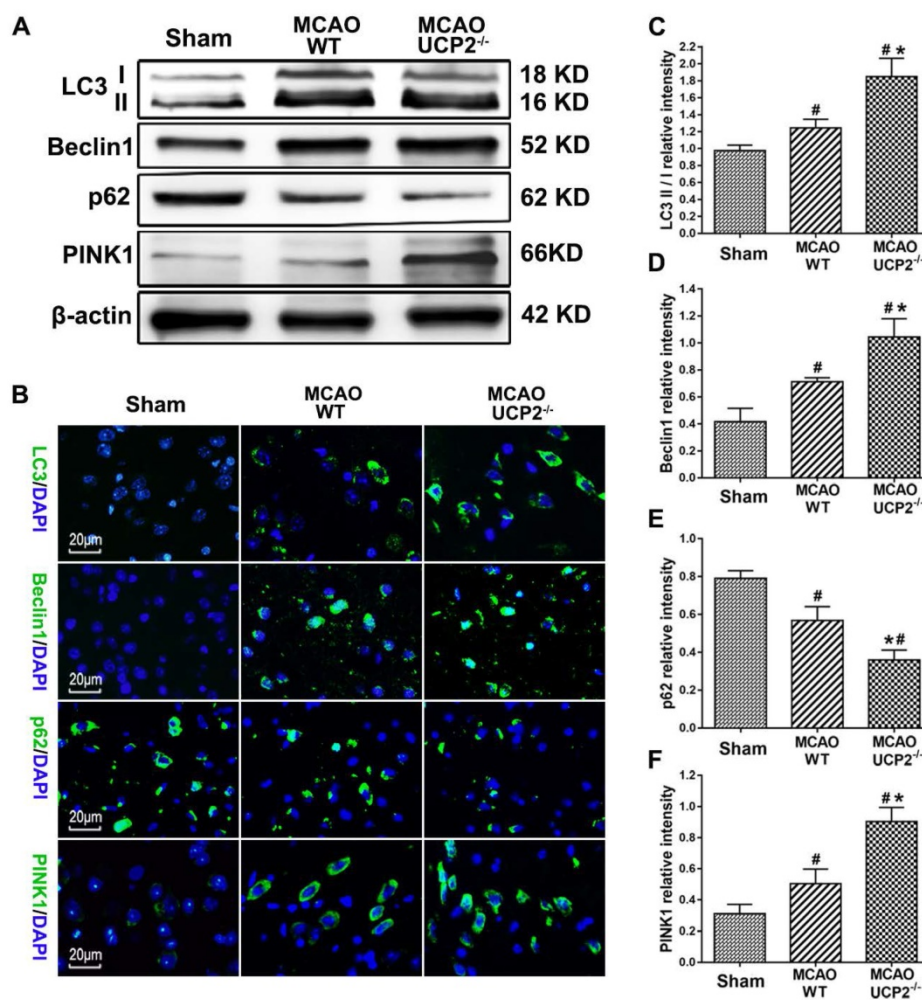 A
Sham
MCAO
WT
MCAO
UCP2-/-
LC3
I
II
18 KD
16 KD
Beclin1
52 KD
p62
62 KD
PINK1
66KD
β-actin
42 KD
B
Sham
MCAO
WT
MCAO
UCP2-/-
LC3/DAPI
20μm
Beclin1/DAPI
20μm
p62/DAPI
20μm
PINK1/DAPI
20μm
C
LC3 II / I relative intensity
2.2
2.0
1.8
1.6
1.4
1.2
1.0
0.8
0.6
0.4
0.2
0.0
#
# *
Sham
MCAO
WT
MCAO
UCP2-/-
D
Beclin1 relative intensity
1.4
1.2
1.0
0.8
0.6
0.4
0.2
0.0
#
# *
Sham
MCAO
WT
MCAO
UCP2-/-
E
p62 relative intensity
0.8
0.6
0.4
0.2
0.0
#
*#
Sham
MCAO
WT
MCAO
UCP2-/-
F
PINK1 relative intensity
1.2
1.0
0.8
0.6
0.4
0.2
0.0
#
# *
Sham
MCAO
WT
MCAO
UCP2-/-